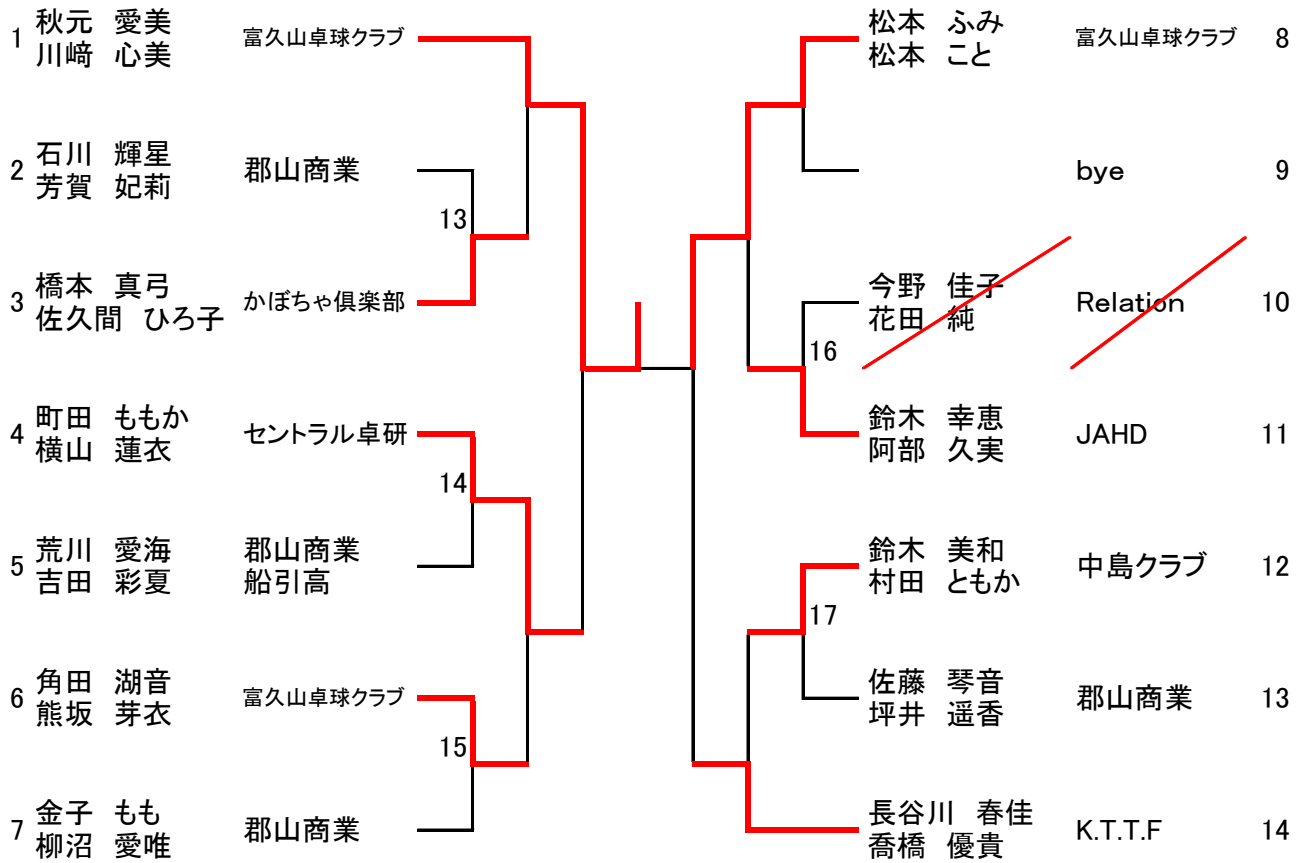 1 秋元 愛美 富久山卓球クラブ
川﨑 心美
2 石川 輝星 郡山商業
芳賀 妃莉
13
3 橋本 真弓 かぼちゃ倶楽部
佐久間 ひろ子
4 町田 ももか セントラル卓研
横山 蓮衣
14
5 荒川 愛海 郡山商業
吉田 彩夏 船引高
6 角田 湖音 富久山卓球クラブ
熊坂 芽衣
15
7 金子 もも 郡山商業
柳沼 愛唯
松本 ふみ 富久山卓球クラブ 8
松本 こと
bye 9
今野 佳子 Relation 10
花田 純
16
鈴木 幸恵 JAHD 11
阿部 久実
鈴木 美和 中島クラブ 12
村田 ともか
17
佐藤 琴音 郡山商業 13
坪井 遥香
長谷川 春佳 K.T.T.F 14
喬橋 優貴